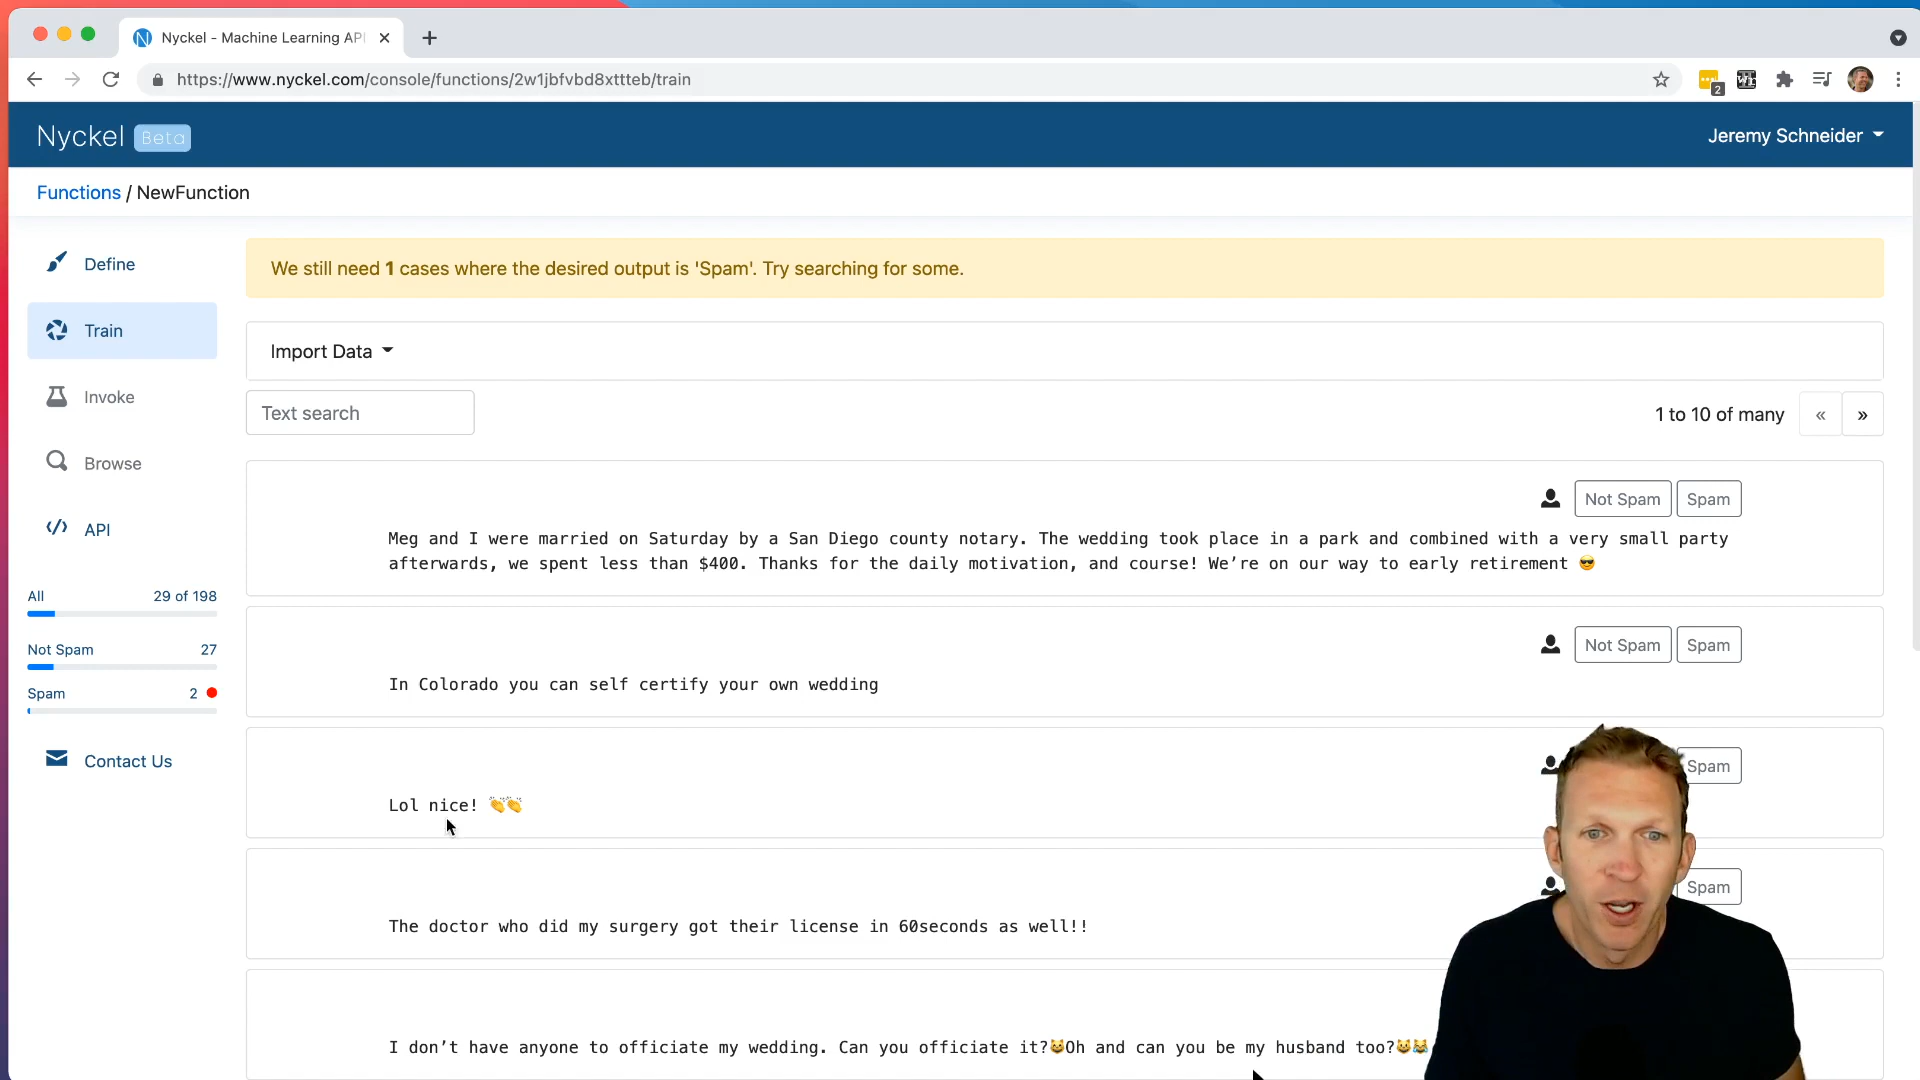 Nyckel - Machine Learning API
https://www.nyckel.com/console/functions/2w1jbfvbd8xttteb/train
2
Nyckel Beta
Jeremy Schneider
Functions / NewFunction
Define
Train
Invoke
Browse
API
All 29 of 198
Not Spam 27
Spam 2
Contact Us
We still need 1 cases where the desired output is 'Spam'. Try searching for some.
Import Data
Text search
1 to 10 of many « »
Not Spam Spam
Meg and I were married on Saturday by a San Diego county notary. The wedding took place in a park and combined with a very small party
afterwards, we spent less than $400. Thanks for the daily motivation, and course! We’re on our way to early retirement 😎
Not Spam Spam
In Colorado you can self certify your own wedding
Spam
Lol nice! 👏👏
Spam
The doctor who did my surgery got their license in 60seconds as well!!
I don’t have anyone to officiate my wedding. Can you officiate it?😺Oh and can you be my husband too?😺😹